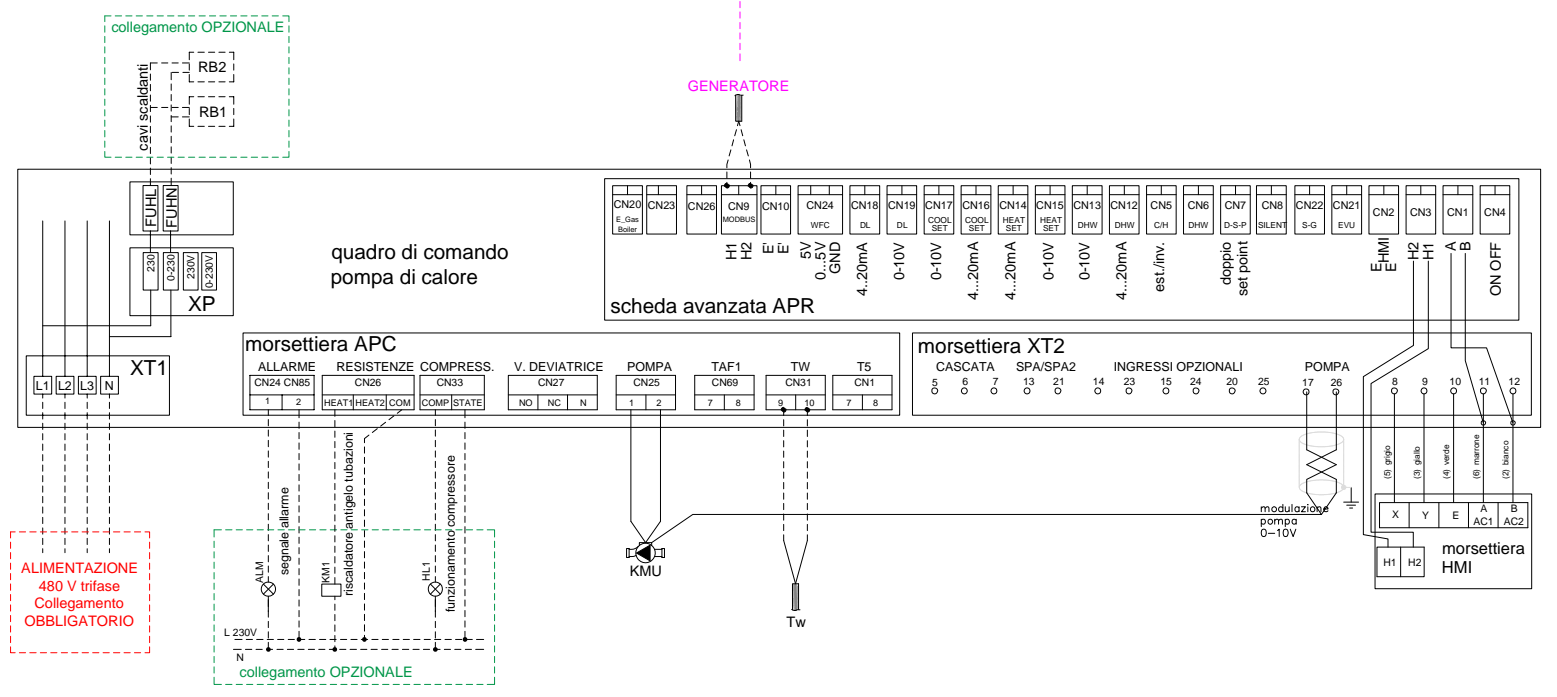 collegamento OPZIONALE
RB2
RB1
cavi scaldanti
GENERATORE
FUHL
FUHN
230
0-230
230V
0-230V
XP
quadro di comando
pompa di calore
CN20
E_Gas
Boiler
CN23
CN26
CN9
MODBUS
CN10
CN24
WFC
CN18
DL
CN19
DL
CN17
COOL
SET
CN16
COOL
SET
CN14
HEAT
SET
CN15
HEAT
SET
CN13
DHW
CN12
DHW
CN5
C/H
CN6
DHW
CN7
D-S-P
CN8
SILENT
CN22
S-G
CN21
EVU
CN2
CN3
CN1
CN4
H1
H2
E'
E'
5V
0...5V
GND
4...20mA
0-10V
0-10V
4...20mA
4...20mA
0-10V
0-10V
4...20mA
est./inv.
doppio
set point
E
HMI
E
H2
H1
A
B
ON OFF
scheda avanzata APR
XT1
L1
L2
L3
N
morsettiera APC
ALLARME
RESISTENZE
COMPRESS.
V. DEVIATRICE
POMPA
TAF1
TW
T5
CN24 CN85
CN26
CN33
CN27
CN25
CN69
CN31
CN1
1 2
HEAT1 HEAT2 COM
COMP STATE
NO NC N
1 2
7 8
9 10
7 8
morsettiera XT2
CASCATA
SPA/SPA2
INGRESSI OPZIONALI
POMPA
5 6 7 13 21 14 23 15 24 20 25 17 26 8 9 10 11 12
(5) grigio
(3) giallo
(4) verde
(6) marrone
(2) bianco
X
Y
E
A
AC1
B
AC2
H1
H2
morsettiera
HMI
modulazione
pompa
0-10V
KMU
Tw
ALIMENTAZIONE
480 V trifase
Collegamento
OBBLIGATORIO
ALM
segnale allarme
KM1
riscaldatore antigelo tubazioni
HL1
funzionamento compressore
L 230V
N
collegamento OPZIONALE